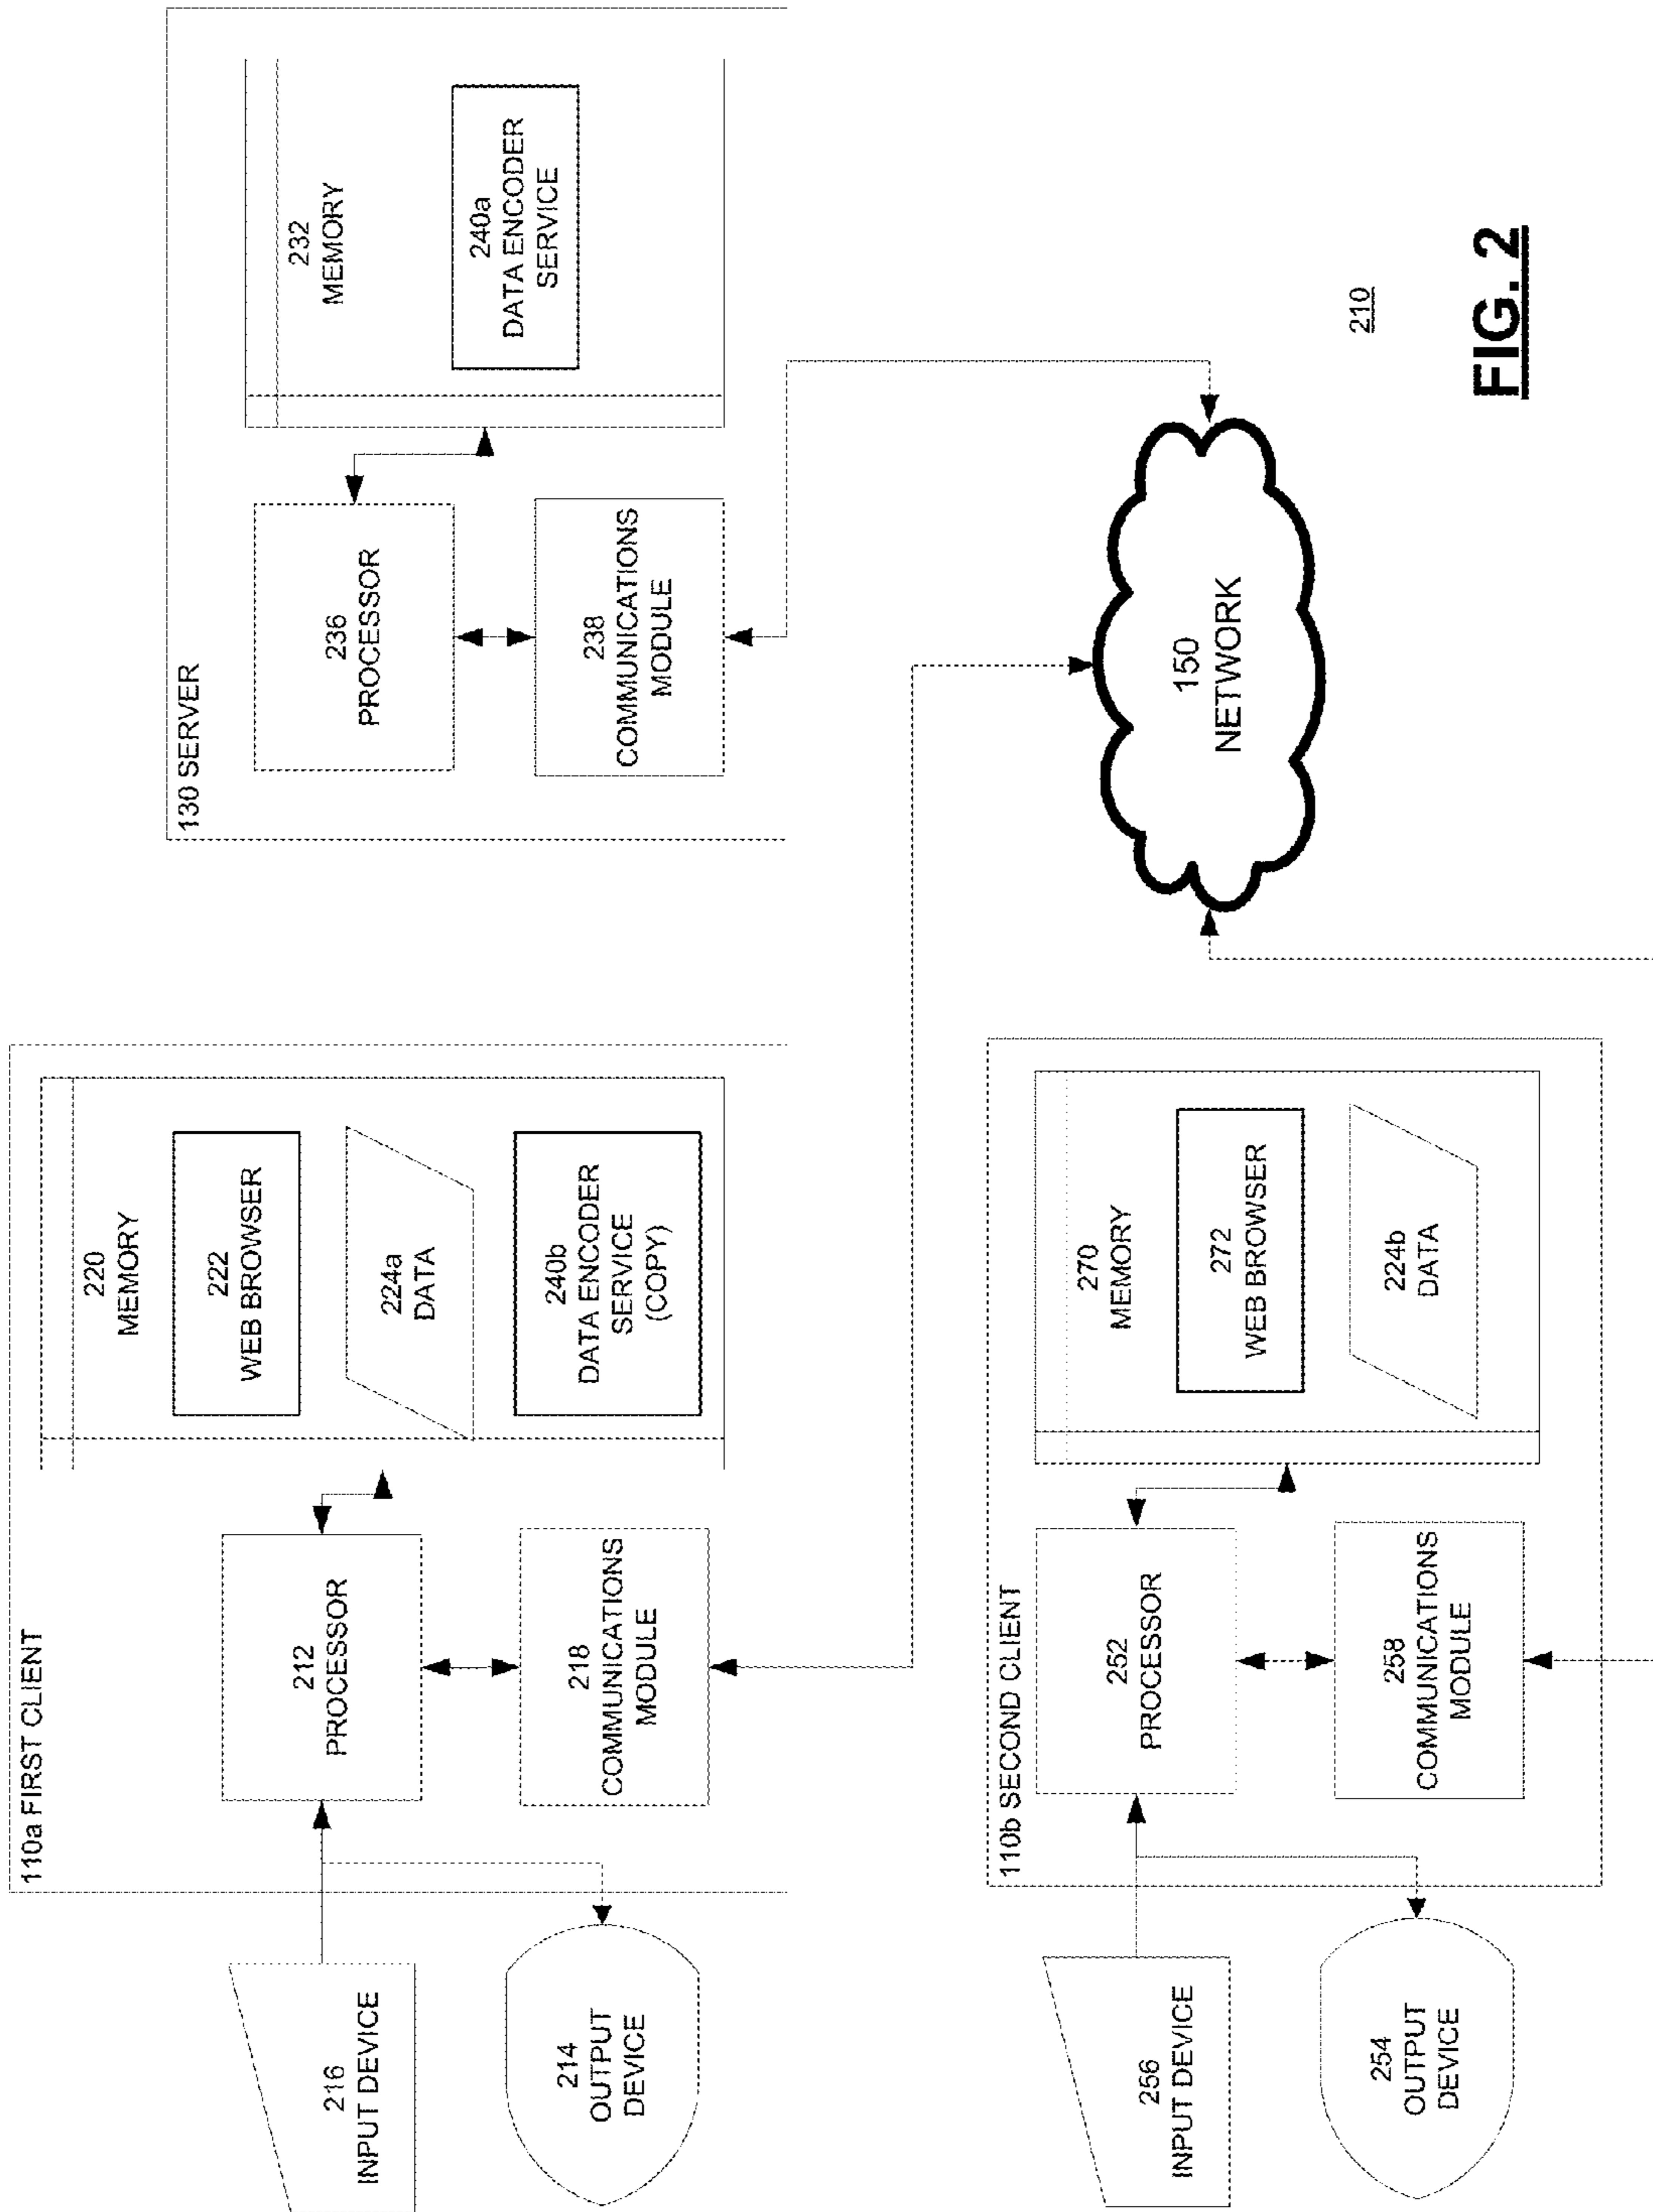 110a FIRST CLIENT
216
INPUT DEVICE
214
OUTPUT
DEVICE
212
PROCESSOR
218
COMMUNICATIONS
MODULE
220
MEMORY
222
WEB BROWSER
224a
DATA
240b
DATA ENCODER
SERVICE
(COPY)
130 SERVER
236
PROCESSOR
238
COMMUNICATIONS
MODULE
232
MEMORY
240a
DATA ENCODER
SERVICE
110b SECOND CLIENT
256
INPUT DEVICE
254
OUTPUT
DEVICE
252
PROCESSOR
258
COMMUNICATIONS
MODULE
270
MEMORY
272
WEB BROWSER
224b
DATA
150
NETWORK
210
FIG. 2